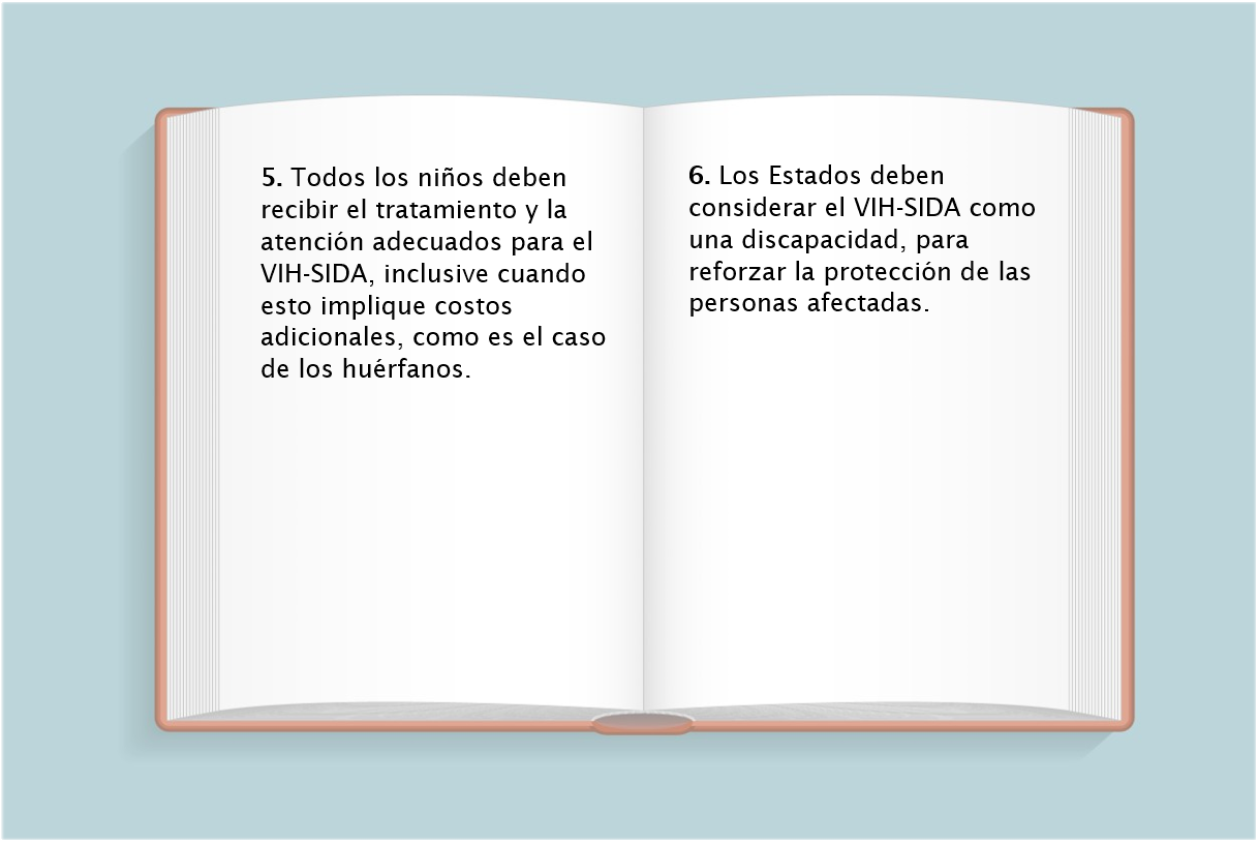 5. Todos los niños deben
recibir el tratamiento y la
atención adecuados para el
VIH-SIDA, inclusive cuando
esto implique costos
adicionales, como es el caso
de los huérfanos.
6. Los Estados deben
considerar el VIH-SIDA como
una discapacidad, para
reforzar la protección de las
personas afectadas.